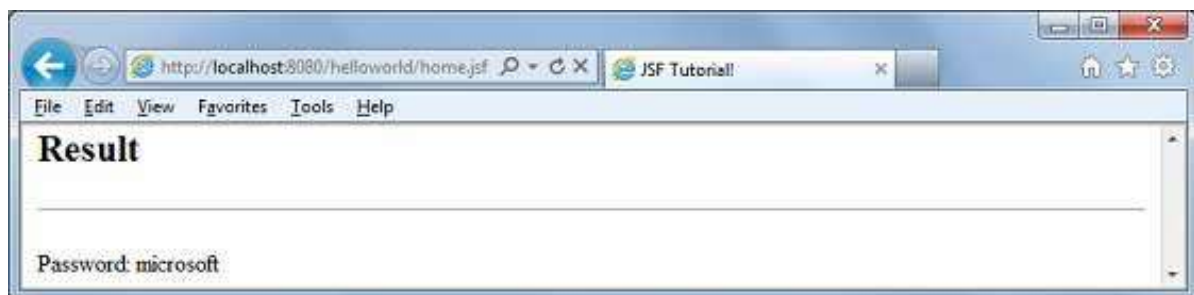 http://localhost:8080/helloworld/home.jsf
JSF Tutorial!
File Edit View Favorites Tools Help
Result
Password: microsoft